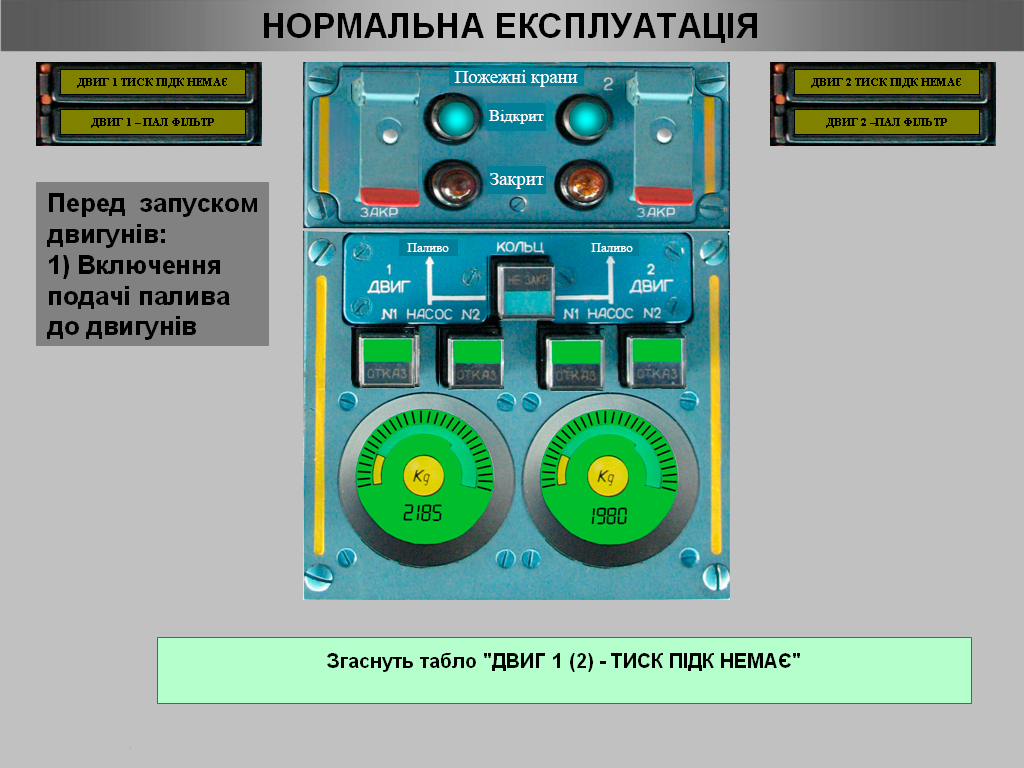 НОРМАЛЬНА ЕКСПЛУАТАЦІЯ
ДВИГ 1 ТИСК ПІДК НЕМАЄ
ДВИГ 1 – ПАЛ ФІЛЬТР
Пожежні крани
2
Відкрит
Закрит
ЗАКР
ЗАКР
ДВИГ 2 ТИСК ПІДК НЕМАЄ
ДВИГ 2 –ПАЛ ФІЛЬТР
Перед запуском
двигунів:
1) Включення
подачі палива
до двигунів
Паливо
КОЛЬЦ
Паливо
1
ДВИГ
НЕ ЗАКР
2
ДВИГ
N1 НАСОС N2
N1 НАСОС N2
ОТКАЗ
ОТКАЗ
ОТКАЗ
ОТКАЗ
Kg
2185
Kg
1980
Згаснуть табло "ДВИГ 1 (2) - ТИСК ПІДК НЕМАЄ"